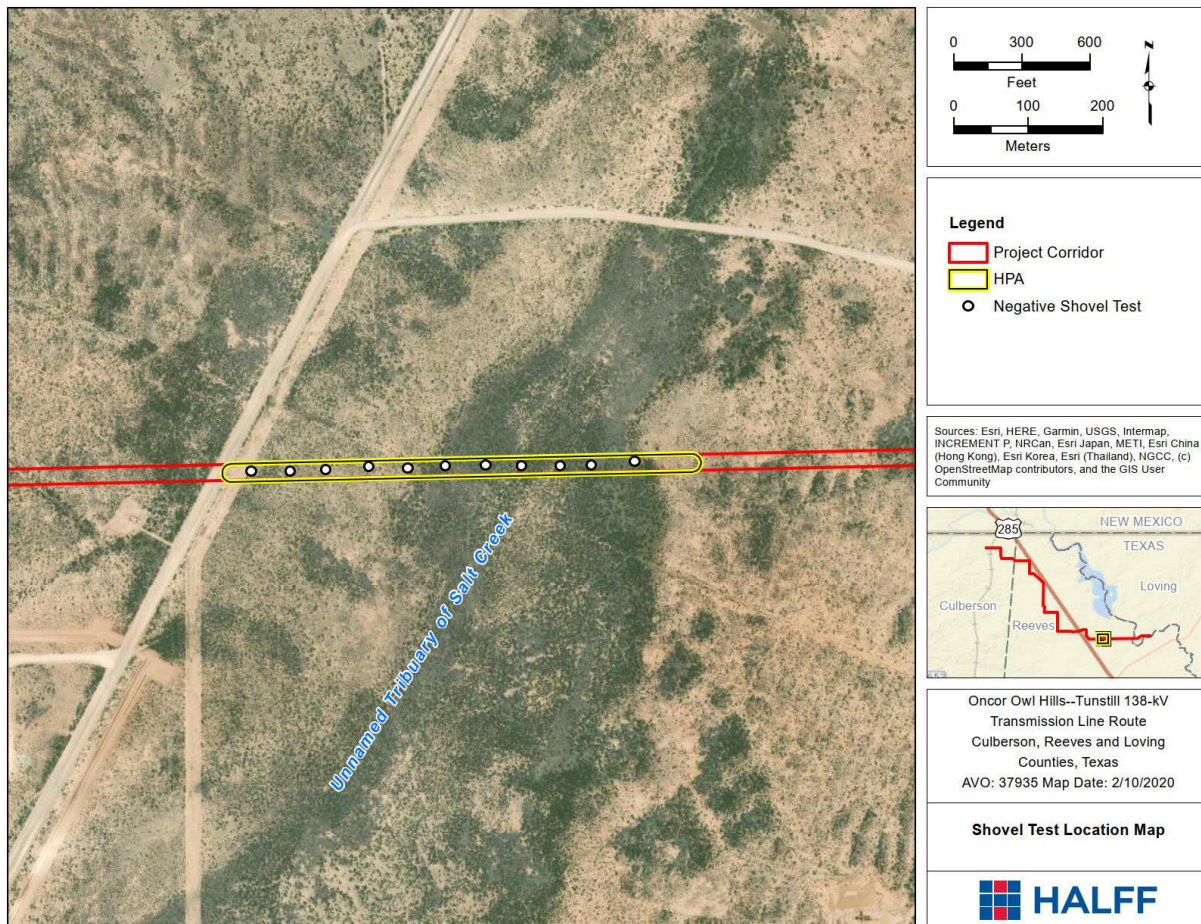 Unnamed Tributary of Salt Creek
0 300 600
Feet
0 100 200
Meters
N
Legend
Project Corridor
HPA
Negative Shovel Test
Sources: Esri, HERE, Garmin, USGS, Intermap,
INCREMENT P, NRCan, Esri Japan, METI, Esri China
(Hong Kong), Esri Korea, Esri (Thailand), NGCC, (c)
OpenStreetMap contributors, and the GIS User
Community
285
NEW MEXICO
TEXAS
Loving
Culberson
Reeves
Oncor Owl Hills--Tunstill 138-kV
Transmission Line Route
Culberson, Reeves and Loving
Counties, Texas
AVO: 37935 Map Date: 2/10/2020
Shovel Test Location Map
HALFF